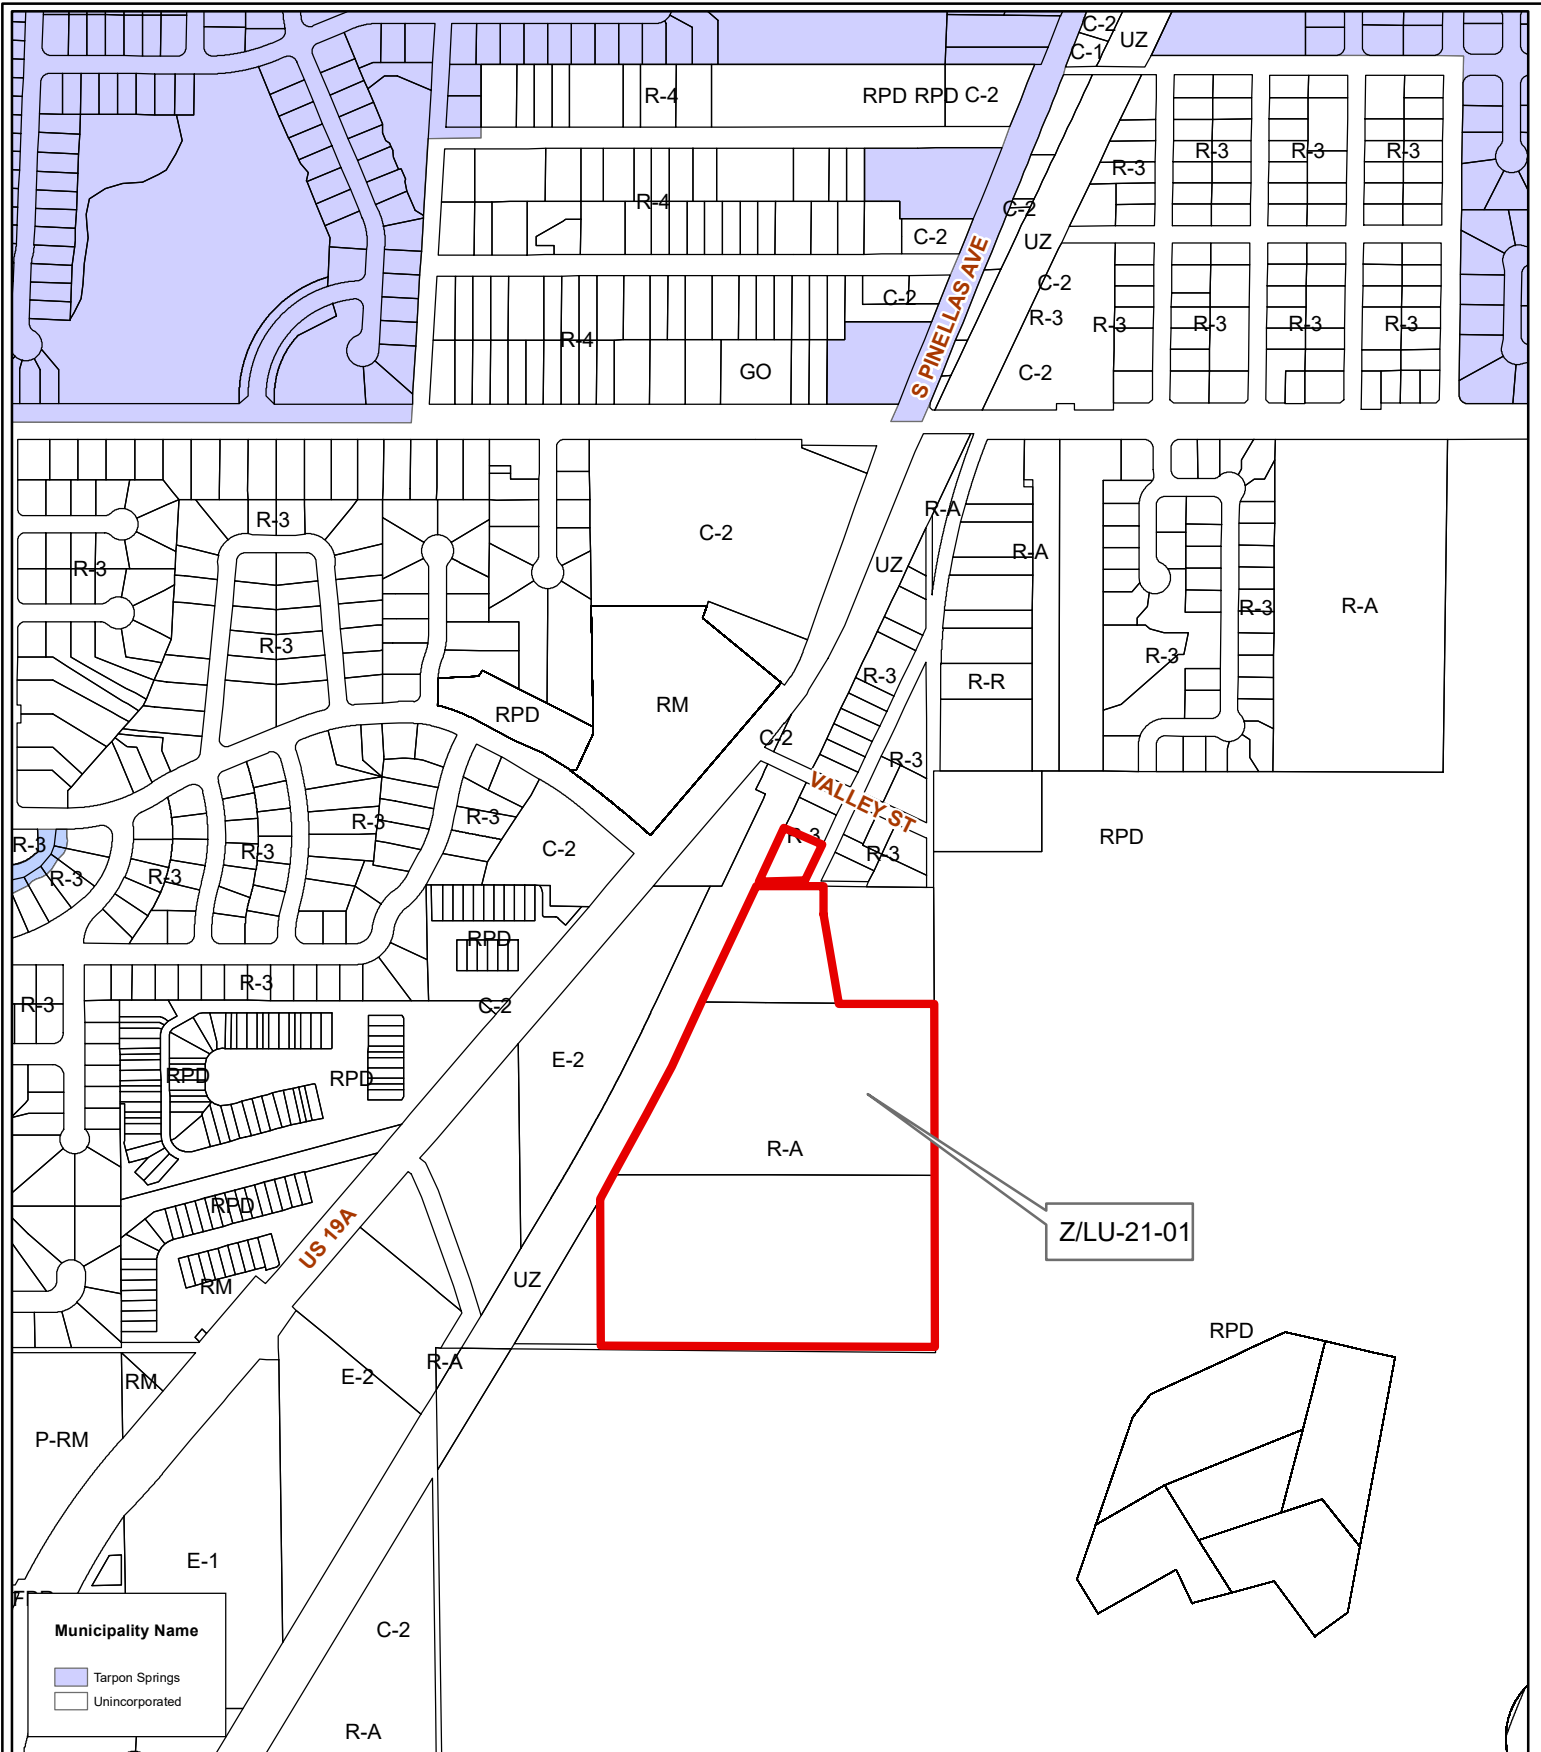 C-2
UZ
C-1
R-4
RPD
RPD
C-2
R-3
R-3
R-3
R-3
R-4
C-2
C-2
UZ
S PINELLAS AVE
C-2
C-2
R-3
R-3
R-3
R-3
R-3
R-4
GO
C-2
R-3
C-2
R-A
R-3
UZ
R-A
R-3
R-3
R-A
R-3
R-3
R-3
R-R
RPD
RM
C-2
R-3
VALLEY ST
R-3
R-3
R-3
R-3
RPD
R-3
R-3
C-2
R-3
R-3
R-3
RPD
R-3
R-3
C-2
E-2
RPD
RPD
R-A
RPD
US 19A
Z/LU-21-01
RM
UZ
RPD
R-A
E-2
RM
P-RM
E-1
Municipality Name
C-2
Tarpon Springs
Unincorporated
R-A